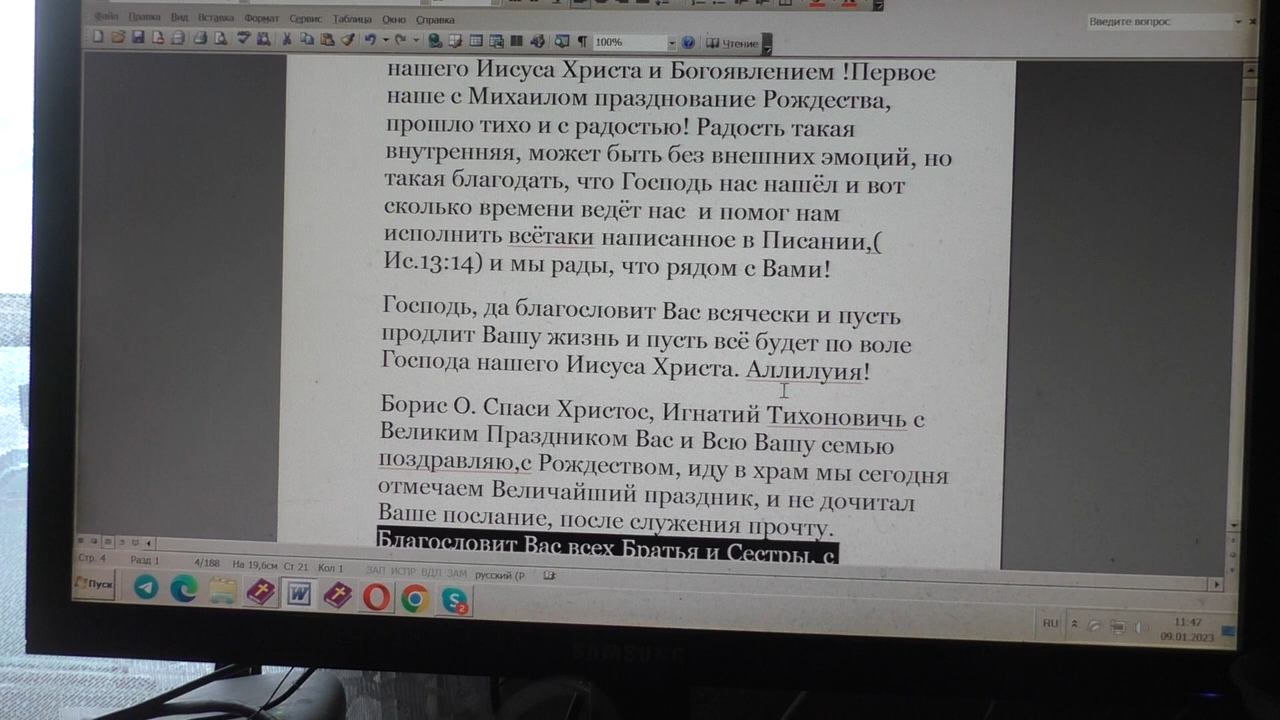 Файл Правка Вид Вставка Формат Сервис Таблица Окно Справка
Введите вопрос
100% Чтение
нашего Иисуса Христа и Богоявлением !Первое
наше с Михаилом празднование Рождества,
прошло тихо и с радостью! Радость такая
внутренняя, может быть без внешних эмоций, но
такая благодать, что Господь нас нашёл и вот
сколько времени ведёт нас и помог нам
исполнить всётаки написанное в Писании,(
Ис.13:14) и мы рады, что рядом с Вами!
Господь, да благословит Вас всячески и пусть
продлит Вашу жизнь и пусть всё будет по воле
Господа нашего Иисуса Христа. Аллилуия!
Борис О. Спаси Христос, Игнатий Тихоновичь с
Великим Праздником Вас и Всю Вашу семью
поздравляю,с Рождеством, иду в храм мы сегодня
отмечаем Величайший праздник, и не дочитал
Ваше послание, после служения прочту.
Благословит Вас всех Братья и Сестры, с
Стр. 4 Разд 1 4/188 На 19,6см Ст 21 Кол 1 ЗАП ИСПР ВДЛ ЗАМ русский (Р
Пуск
2
RU
11:47
09.01.2023
SAMSUNG